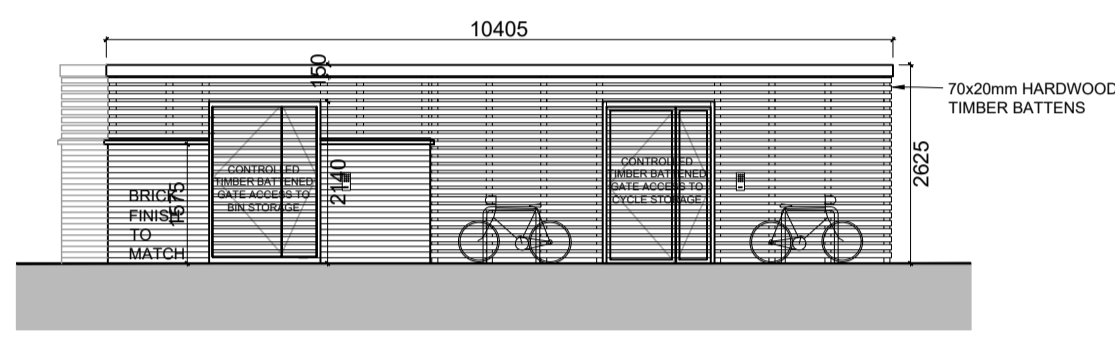 10405
150
70x20mm HARDWOOD
TIMBER BATTENS
2625
CONTROLLED
TIMBER BATTENED
GATE ACCESS TO
BIN STORAGE
2140
CONTROLLED
TIMBER BATTENED
GATE ACCESS TO
CYCLE STORAGE
1575
BRICK
FINISH
TO
MATCH